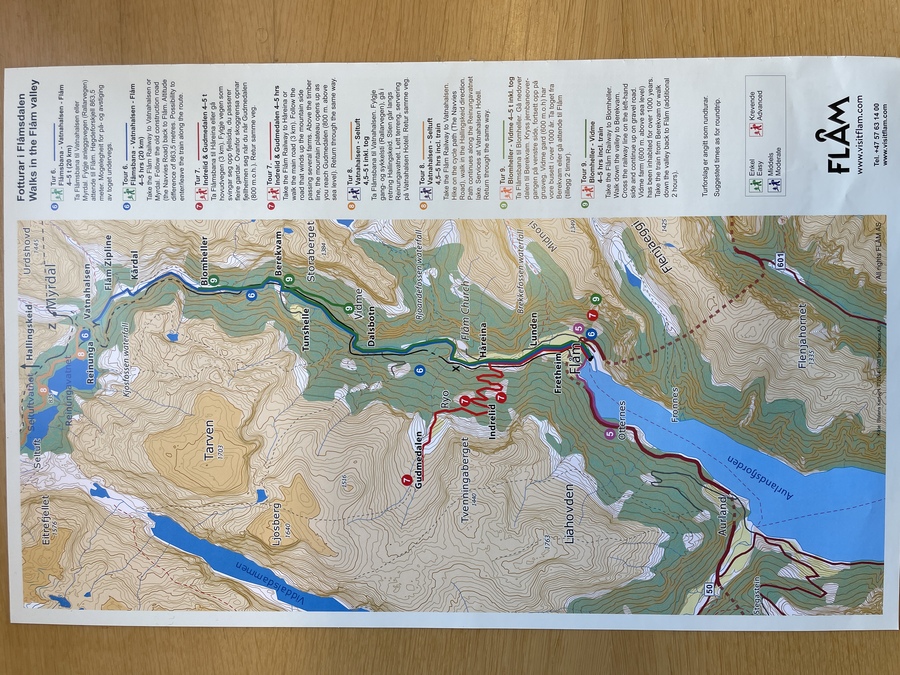 Fotturar i Flåmsdalen
Walks in the Flåm valley
6
Tur 6.
Flåmsbana - Vatnahalsen - Flåm
4–5 t (20 km)
Ta Flåmsbana til Vatnahalsen eller
Myrdal. Fylgje anleggsvegen (Rallarvegen)
attende til Flåm. Høgdeforskjell 863,5
meter. Mogelegheit for på- og avstiging
av toget undervegs.
6
Tour 6.
Flåmsbana - Vatnahalsen - Flåm
4–5 hrs (20 km)
Take the Flåm Railway to Vatnahalsen or
Myrdal. Follow the old construction road
(the Navvies Road) back to Flåm. Altitude
difference of 863,5 metres. Possibility to
enter/leave the train along the route.
7
Tur 7.
Indrelid & Gudmedalen 4–5 t
Ta Flåmsbana til Håreina eller gå
hovudvegen (3 km). Fylgje vegen som
svingar seg opp fjellsida, du passerer
fleire gardar. Ovanfor skoggrensa opnar
fjellheimen seg når du når Gudmedalen
(800 m.o.h.). Retur same veg.
7
Tour 7.
Indrelid & Gudmedalen 4–5 hrs
Take the Flåm Railway to Håreina or
walk the main road (3 km). Follow the
road that winds up the mountain side
passing several farms. Above the timber
line, the mountain plateau opens up as
you reach Gudmedalen (800 m. above
sea level). Return through the same way.
8
Tur 8.
Vatnahalsen - Seltuft
4,5–5 t inkl. tog
Ta Flåmsbana til Vatnahalsen. Fylgje
gang- og sykkelsti (Rallarvegen), gå i
retning Hallingskeid. Stien går langs
Reinungavatnet. Lett terreng, servering
på Vatnahalsen Hotell. Retur same veg.
8
Tour 8.
Vatnahalsen - Seltuft
4,5–5 hrs incl. train
Take the Flåm Railway to Vatnahalsen.
Hike on the cycle path (The Navvies
Road), walk in the Hallingskeid direction.
Path continues along the Reinungavatnet
lake. Services at Vatnahalsen Hotel.
Return through the same way.
9
Tur 9.
Blomheller - Vidme 4–5 t inkl. tog
Ta Flåmsbana til Blomheller. Gå nedover
dalen til Berekvam. Kryss jernbaneover-
gangen på venstre side, fortsett opp på
grusveg. Vidme gard (600 m.o.h) har
vore busett i over 1000 år. Ta toget fra
Berekvam eller gå attende til Flåm
(tillegg 2 timar).
9
Tour 9.
Blomheller - Vidme
4–5 hrs incl. train
Take the Flåm Railway to Blomheller.
Walk down the valley to Berekvam.
Cross the railway line on the left-hand
side and continue up on gravel road.
Vidme farm (600 m. above sea level)
has been inhabited for over 1000 years.
Take the train from Berekvam or walk
down the valley back to Flåm (additional
2 hours).
Turforslag er angitt som rundturar.
Suggested times as for roundtrip.
Enkel
Easy
Krevende
Advanced
Middels
Moderate
FLÅM
www.visitflam.com
Tel. +47 57 63 14 00
www.visitflam.com
Seltuft
Seltuftvatnet
Hallingskeid
Urdshovd
1445
Eitrefjellet
1576
8
Z
Myrdal
Reinungavatnet
8
6
Reinunga
Vatnahalsen
Flåm Zipline
Kjosfossen waterfall
Kårdal
Tarven
1703
Blomheller
9
Viddalsdammen
6
Ljosberg
1640
Berekvam
9
Tunshelle
Storaberget
1384
1516
9
Vidme
Dalsbotn
7
Gudmedalen
6
Rjoandefossen waterfall
Ryo
X
Tvenningaberget
1440
7
Flåm Church
Indrelid
7
Håreina
Brekkefossen waterfall
1763
Lunden
Liahovden
Fretheim
1349
Flåm
5
6
7
9
5
Otternes
Flenjaeggi
1425
Fronnes
50
Aurland
Stegastein
Aurlandsfjorden
601
Flenjahornet
1335
All rights FLÅM AS